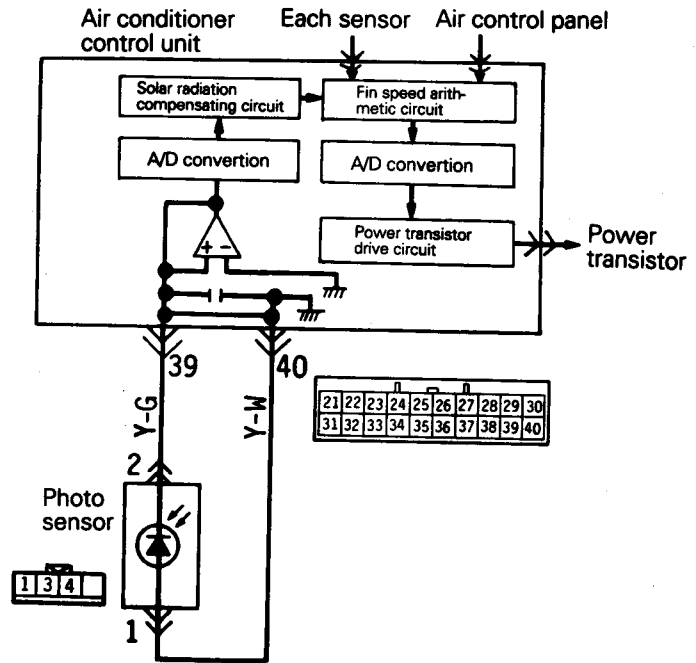 Air conditioner
control unit
Each sensor
Air control panel
Solar radiation
compensating circuit
Fin speed arith-
metic circuit
A/D convertion
A/D convertion
Power transistor
drive circuit
Power
transistor
+ -
39
40
Y-G
Y-W
21 22 23 24 25 26 27 28 29 30
31 32 33 34 35 36 37 38 39 40
2
Photo
sensor
1 3 4
1